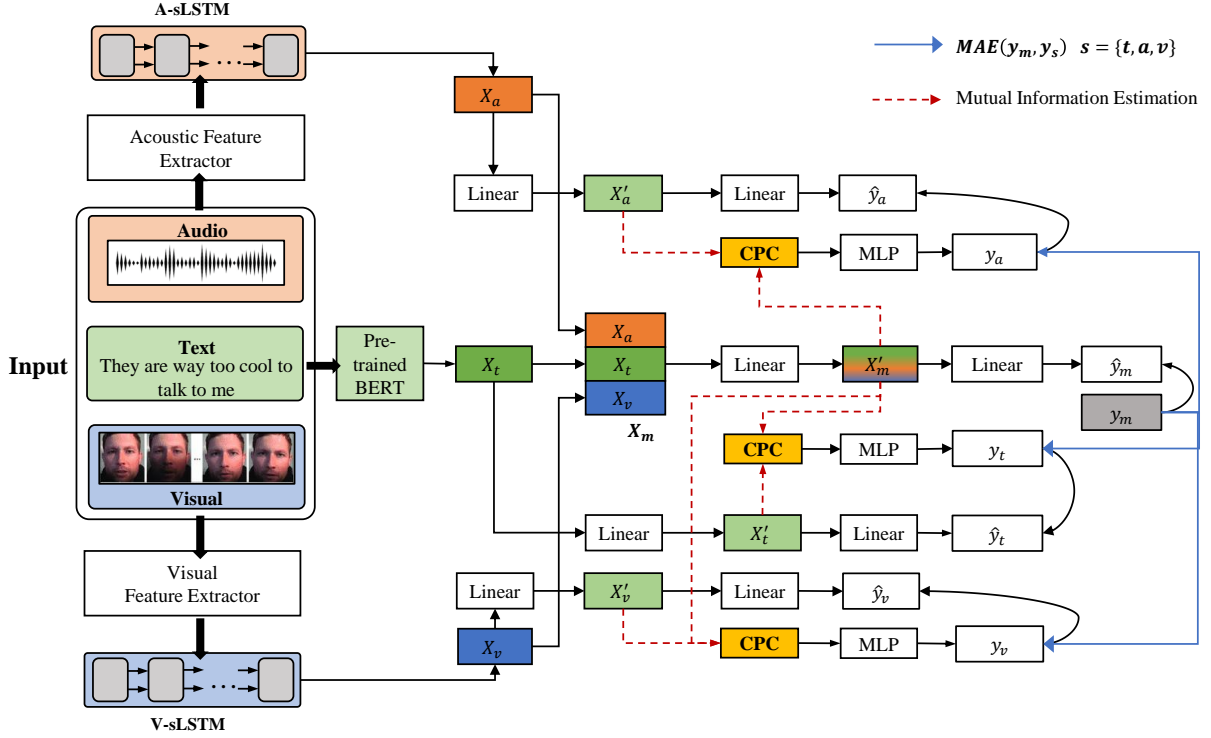 A-sLSTM
Acoustic Feature
Extractor
Audio
Input
Text
They are way too cool to
talk to me
...
Visual
Visual
Feature Extractor
V-sLSTM
Pre-
trained
BERT
MAE(y_m, y_s) s = {t, a, v}
Mutual Information Estimation
X_a
Linear
X'_a
Linear
ŷ_a
CPC
MLP
y_a
X_a
X_t
X_t
X_v
X_m
Linear
X'_m
Linear
ŷ_m
y_m
CPC
MLP
y_t
Linear
X'_t
Linear
ŷ_t
Linear
X'_v
Linear
ŷ_v
X_v
CPC
MLP
y_v